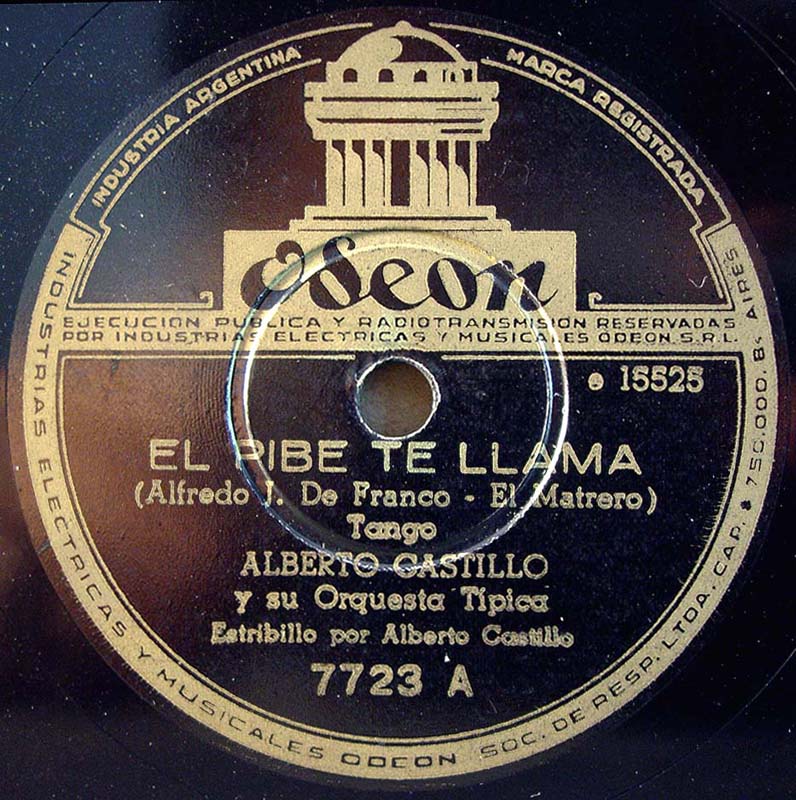 INDUSTRIA ARGENTINA
MARCA REGISTRADA
Odeon
EJECUCION PUBLICA Y RADIOTRANSMISION RESERVADAS
POR INDUSTRIAS ELECTRICAS Y MUSICALES ODEON S.R.L.
15525
EL PIBE TE LLAMA
(Alfredo J. De Franco - El Matrero)
Tango
ALBERTO CASTILLO
y su Orquesta Típica
Estribillo por Alberto Castillo
7723 A
INDUSTRIAS ELECTRICAS Y MUSICALES ODEON SOC. DE RESP. LTDA. CAP. $ 750.000. Bs. AIRES